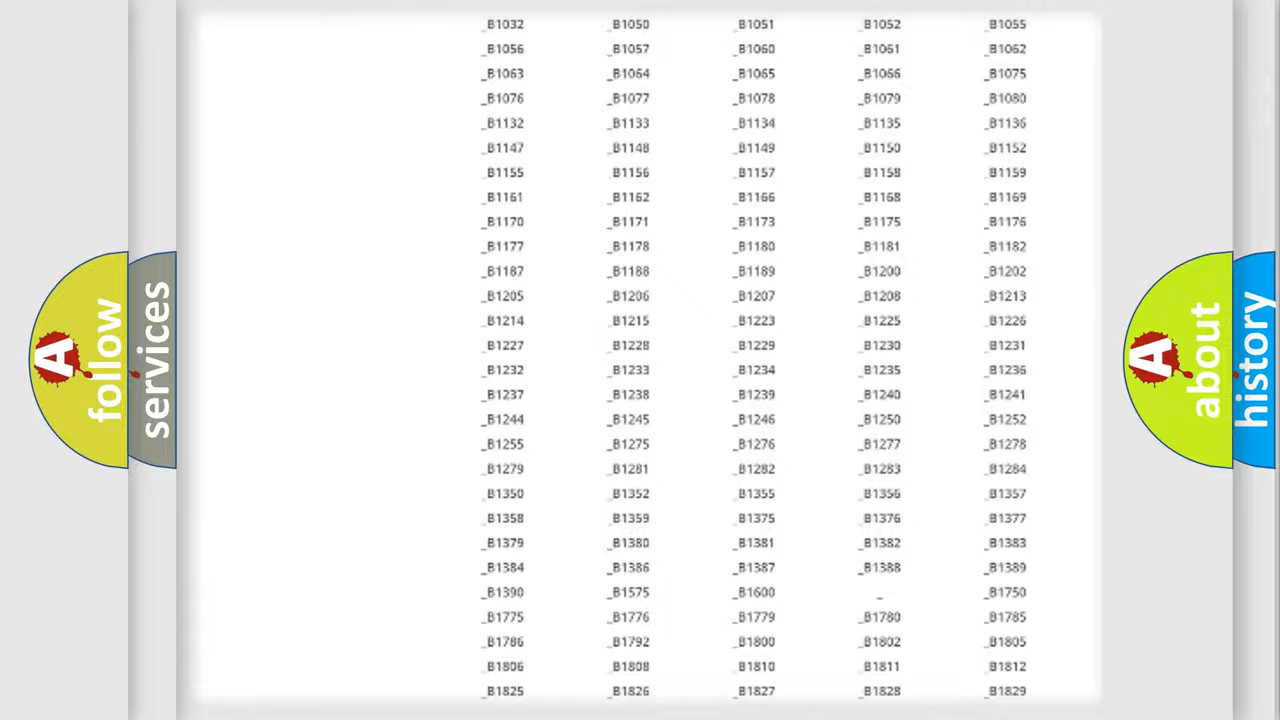 _B1032 _B1050 _B1051 _B1052 _B1055
_B1056 _B1057 _B1060 _B1061 _B1062
_B1063 _B1064 _B1065 _B1066 _B1075
_B1076 _B1077 _B1078 _B1079 _B1080
_B1132 _B1133 _B1134 _B1135 _B1136
_B1147 _B1148 _B1149 _B1150 _B1152
_B1155 _B1156 _B1157 _B1158 _B1159
_B1161 _B1162 _B1166 _B1168 _B1169
_B1170 _B1171 _B1173 _B1175 _B1176
_B1177 _B1178 _B1180 _B1181 _B1182
_B1187 _B1188 _B1189 _B1200 _B1202
_B1205 _B1206 _B1207 _B1208 _B1213
_B1214 _B1215 _B1223 _B1225 _B1226
_B1227 _B1228 _B1229 _B1230 _B1231
_B1232 _B1233 _B1234 _B1235 _B1236
_B1237 _B1238 _B1239 _B1240 _B1241
_B1244 _B1245 _B1246 _B1250 _B1252
_B1255 _B1275 _B1276 _B1277 _B1278
_B1279 _B1281 _B1282 _B1283 _B1284
_B1350 _B1352 _B1355 _B1356 _B1357
_B1358 _B1359 _B1375 _B1376 _B1377
_B1379 _B1380 _B1381 _B1382 _B1383
_B1384 _B1386 _B1387 _B1388 _B1389
_B1390 _B1575 _B1600 _ _B1750
_B1775 _B1776 _B1779 _B1780 _B1785
_B1786 _B1792 _B1800 _B1802 _B1805
_B1806 _B1808 _B1810 _B1811 _B1812
_B1825 _B1826 _B1827 _B1828 _B1829
A follow
services
A about
history